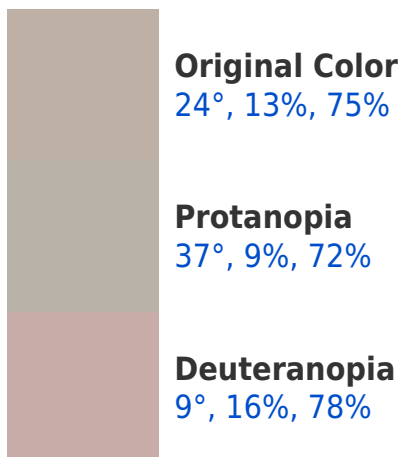 Original Color
24°, 13%, 75%
Protanopia
37°, 9%, 72%
Deuteranopia
9°, 16%, 78%